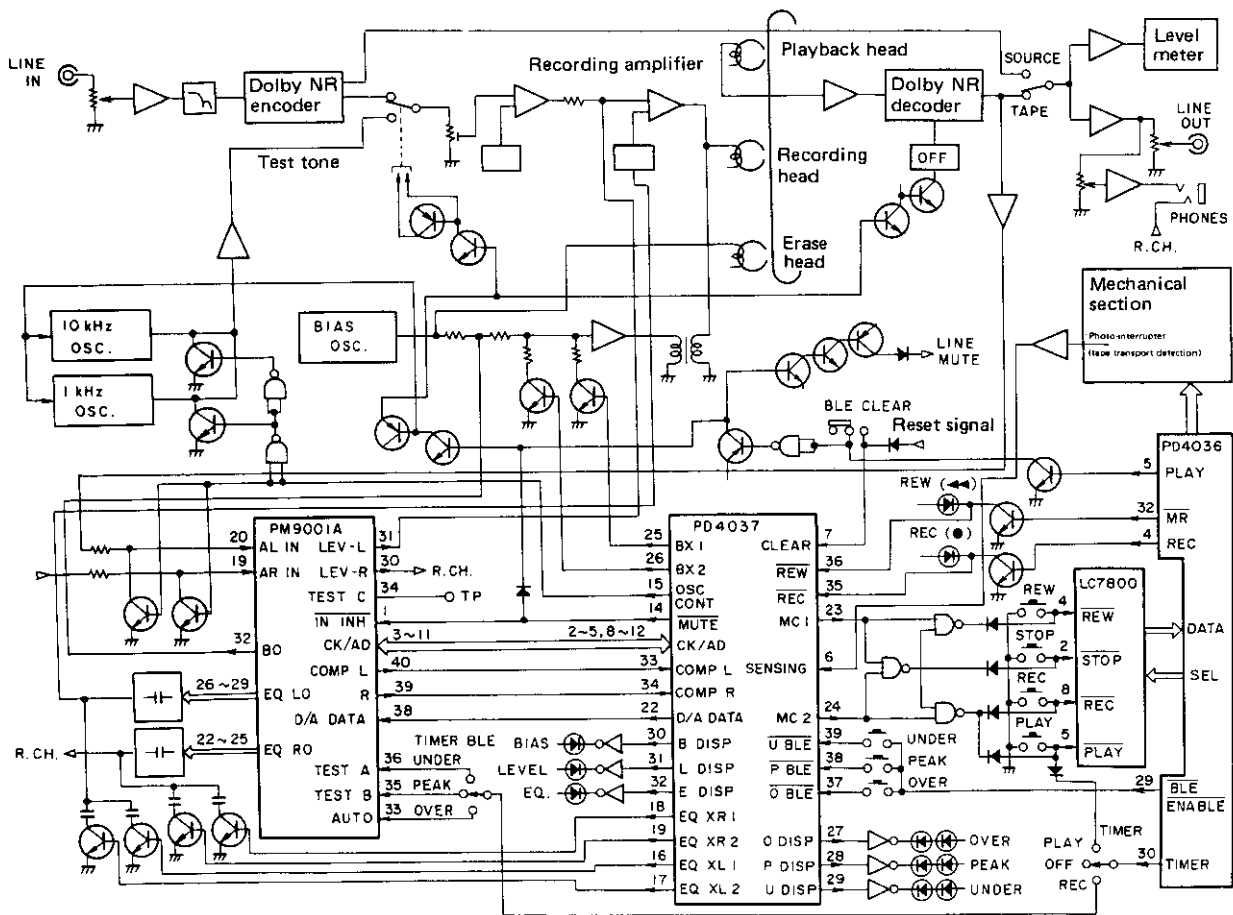 LINE
IN
Dolby NR
encoder
Recording amplifier
Playback head
Dolby NR
decoder
SOURCE
TAPE
Level
meter
LINE
OUT
Test tone
Recording
head
OFF
PHONES
R.CH.
Erase
head
10 kHz
OSC.
1 kHz
OSC.
BIAS
OSC.
LINE
MUTE
Mechanical
section
Photo-interrupter
(tape transport detection)
BLE CLEAR
Reset signal
PD4036
5
PLAY
32
MR
4
REC
REW (◀◀)
REC (●)
PM9001A
20
AL IN
LEV-L
31
19
AR IN
LEV-R
30
R.CH.
TEST C
34
TP
IN INH
1
32
BO
CK/AD
3~11
COMP L
40
26~29
EQ LO
R
39
D/A DATA
38
R.CH.
22~25
EQ RO
TIMER BLE
TEST A
36
UNDER
TEST B
35
PEAK
AUTO
33
OVER
PD4037
25
BX 1
CLEAR
7
26
BX2
REW
36
15
OSC
CONT
REC
35
14
MUTE
MC 1
23
2~5,8~12
CK/AD
33
COMP L
SENSING
6
34
COMP R
22
D/A DATA
MC 2
24
BIAS
30
B DISP
U BLE
39
UNDER
LEVEL
31
L DISP
P BLE
38
PEAK
EQ.
32
E DISP
O BLE
37
OVER
18
EQ XR1
19
EQ XR2
O DISP
27
OVER
16
EQ XL1
P DISP
28
PEAK
17
EQ XL2
U DISP
29
UNDER
LC7800
REW
4
REW
STOP
2
STOP
REC
8
REC
PLAY
5
PLAY
DATA
SEL
29
BLE
ENABLE
PLAY
TIMER
OFF
30
TIMER
REC